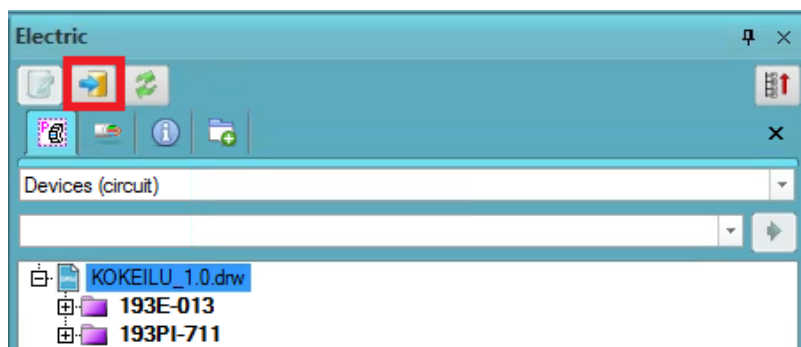 Electric
Devices (circuit)
KOKEILU_1.0.drw
193E-013
193PI-711